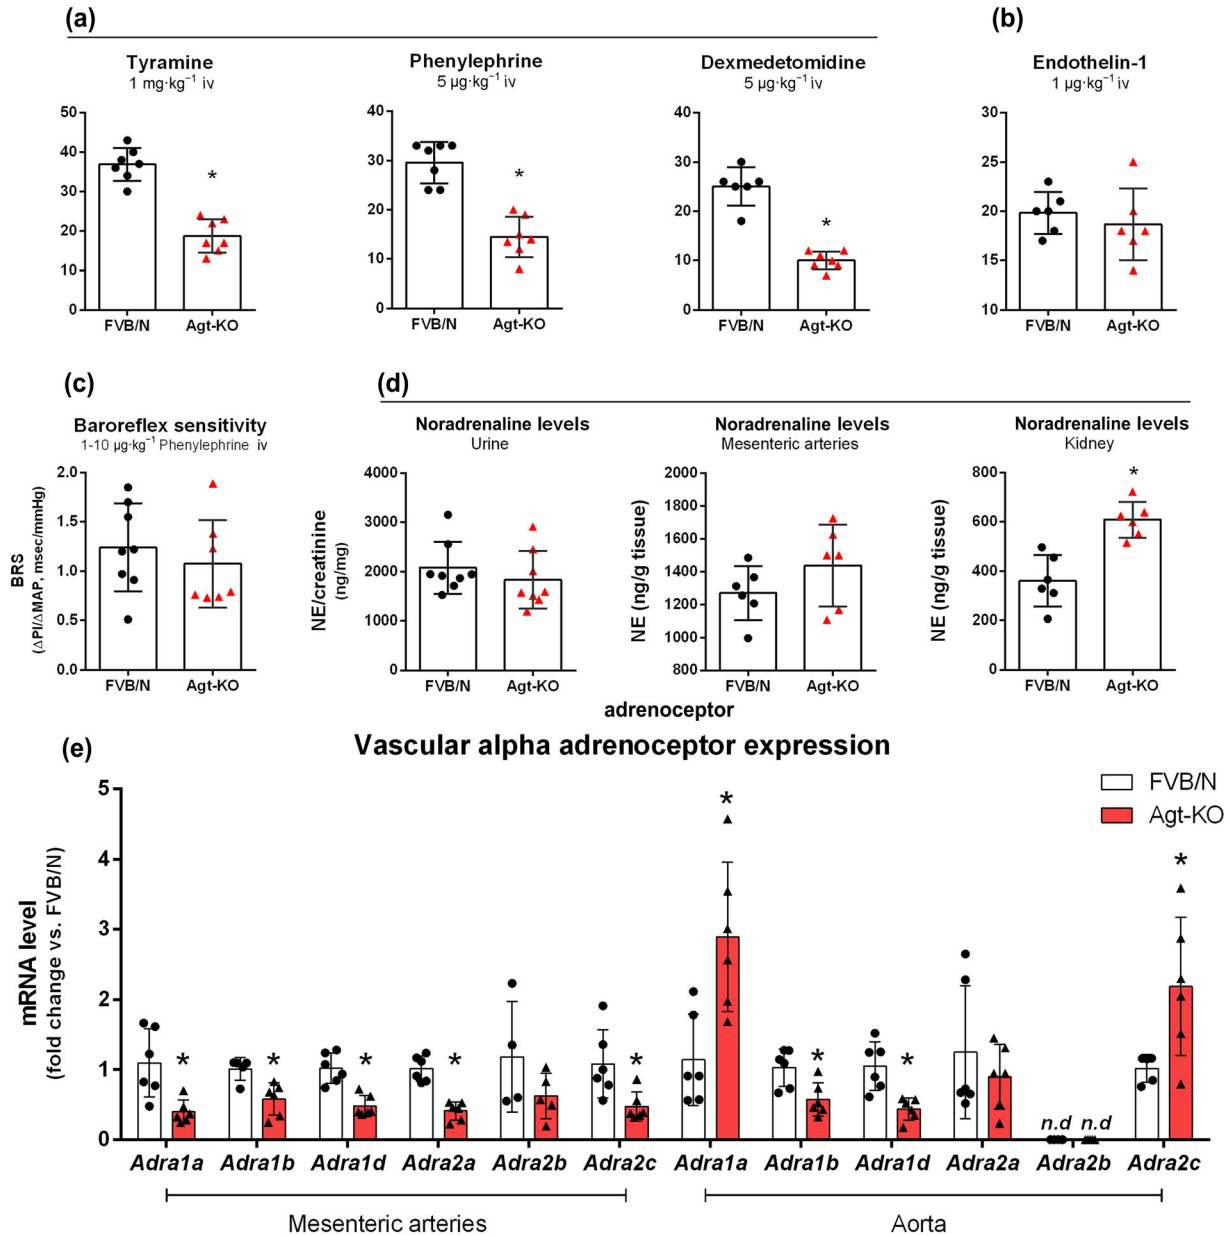 (a)
(b)
Tyramine
1 mg·kg⁻¹ iv
Phenylephrine
5 µg·kg⁻¹ iv
Dexmedetomidine
5 µg·kg⁻¹ iv
Endothelin-1
1 µg·kg⁻¹ iv
50
40
30
20
10
0
*
FVB/N
Agt-KO
40
30
20
10
0
*
FVB/N
Agt-KO
40
30
20
10
0
*
FVB/N
Agt-KO
30
25
20
15
10
FVB/N
Agt-KO
(c)
(d)
Baroreflex sensitivity
1-10 µg·kg⁻¹ Phenylephrine iv
Noradrenaline levels
Urine
Noradrenaline levels
Mesenteric arteries
Noradrenaline levels
Kidney
BRS
(ΔPI/ΔMAP, msec/mmHg)
2.0
1.5
1.0
0.5
0.0
FVB/N
Agt-KO
NE/creatinine
(ng/mg)
4000
3000
2000
1000
0
FVB/N
Agt-KO
NE (ng/g tissue)
2000
1800
1600
1400
1200
1000
800
FVB/N
Agt-KO
NE (ng/g tissue)
800
600
400
200
0
*
FVB/N
Agt-KO
adrenoceptor
(e)
Vascular alpha adrenoceptor expression
FVB/N
Agt-KO
mRNA level
(fold change vs. FVB/N)
5
4
3
2
1
0
* * * * * * * * *
n.d n.d
Adra1a Adra1b Adra1d Adra2a Adra2b Adra2c Adra1a Adra1b Adra1d Adra2a Adra2b Adra2c
Mesenteric arteries
Aorta